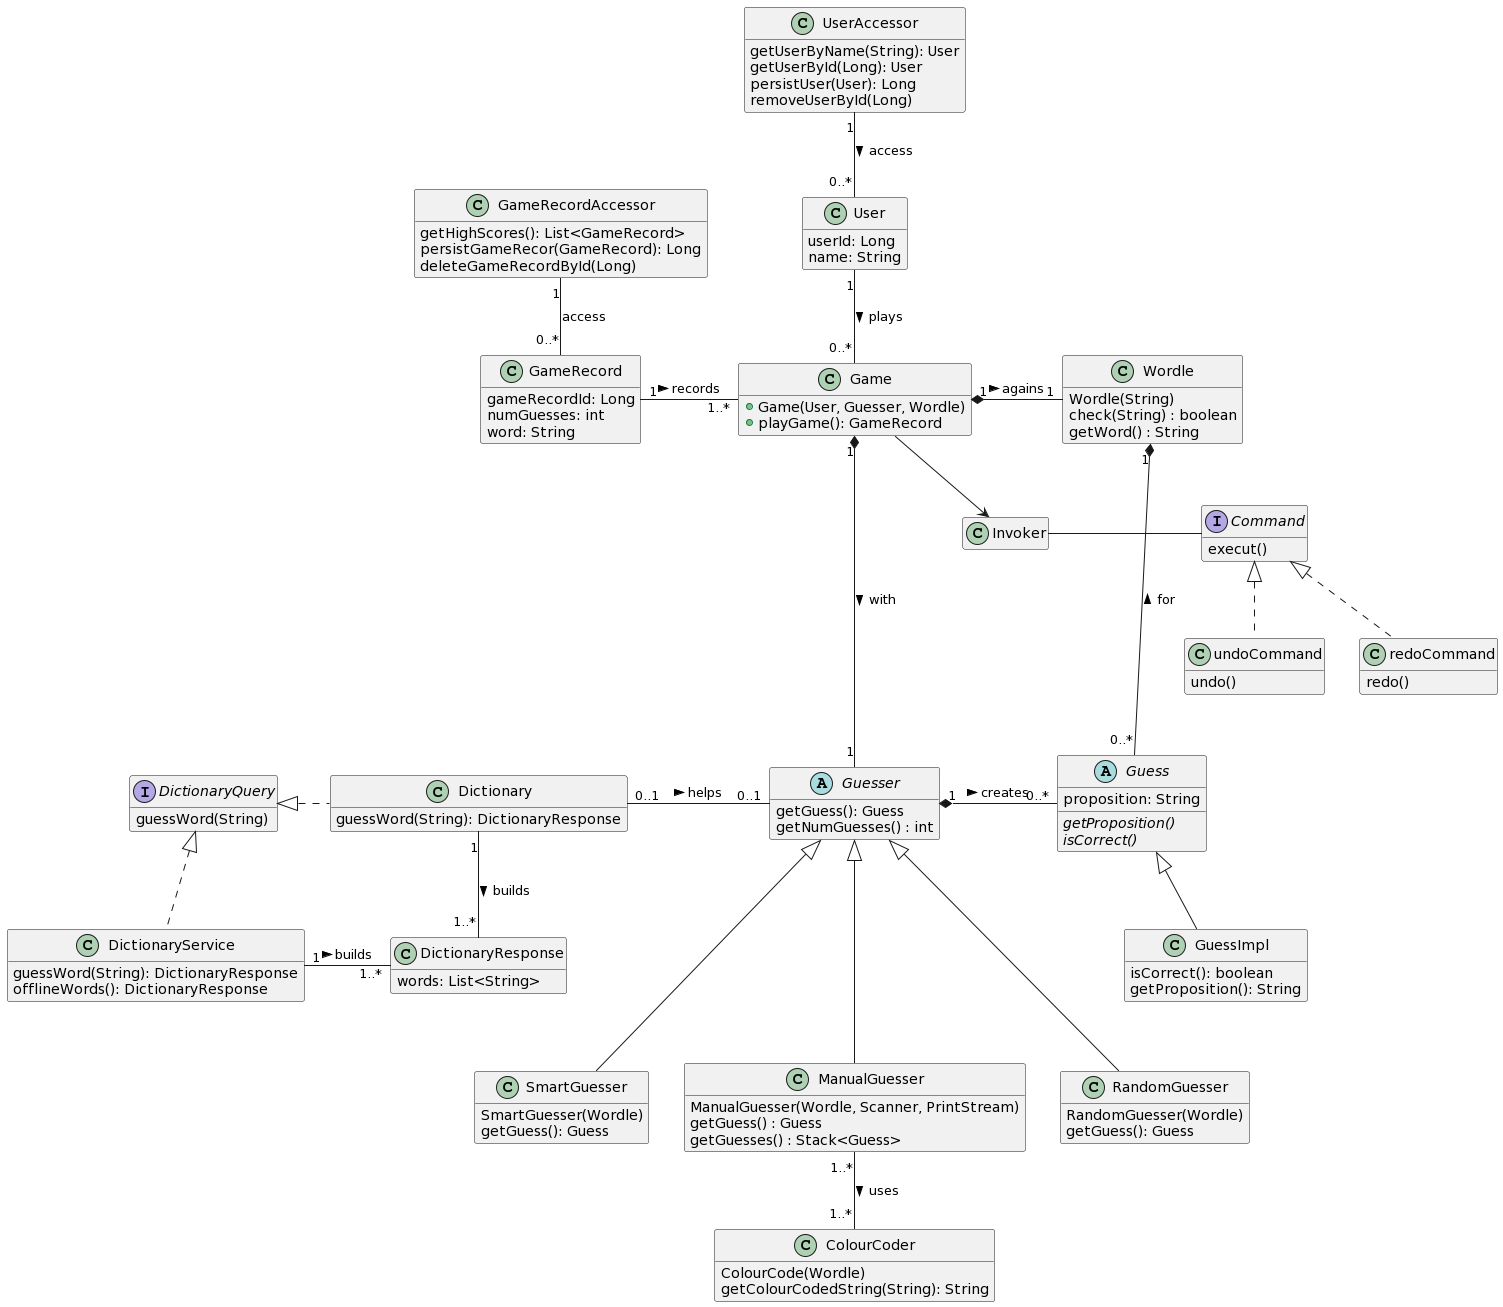 C UserAccessor
getUserByName(String): User
getUserById(Long): User
persistUser(User): Long
removeUserById(Long)
1
access
0..*
C GameRecordAccessor
getHighScores(): List<GameRecord>
persistGameRecor(GameRecord): Long
deleteGameRecordById(Long)
C User
userId: Long
name: String
1
access
0..*
1
plays
0..*
C GameRecord
gameRecordId: Long
numGuesses: int
word: String
1 records 1..*
C Game
Game(User, Guesser, Wordle)
playGame(): GameRecord
1 agains 1
C Wordle
Wordle(String)
check(String) : boolean
getWord() : String
1
1
C Invoker
I Command
execut()
with
for
C undoCommand
undo()
C redoCommand
redo()
1
0..*
I DictionaryQuery
guessWord(String)
C Dictionary
guessWord(String): DictionaryResponse
0..1 helps 0..1
A Guesser
getGuess(): Guess
getNumGuesses() : int
1 creates 0..*
A Guess
proposition: String
getProposition()
isCorrect()
1
builds
1..*
C DictionaryService
guessWord(String): DictionaryResponse
offlineWords(): DictionaryResponse
1 builds 1..*
C DictionaryResponse
words: List<String>
C GuessImpl
isCorrect(): boolean
getProposition(): String
C SmartGuesser
SmartGuesser(Wordle)
getGuess(): Guess
C ManualGuesser
ManualGuesser(Wordle, Scanner, PrintStream)
getGuess() : Guess
getGuesses() : Stack<Guess>
C RandomGuesser
RandomGuesser(Wordle)
getGuess(): Guess
1..*
uses
1..*
C ColourCoder
ColourCode(Wordle)
getColourCodedString(String): String